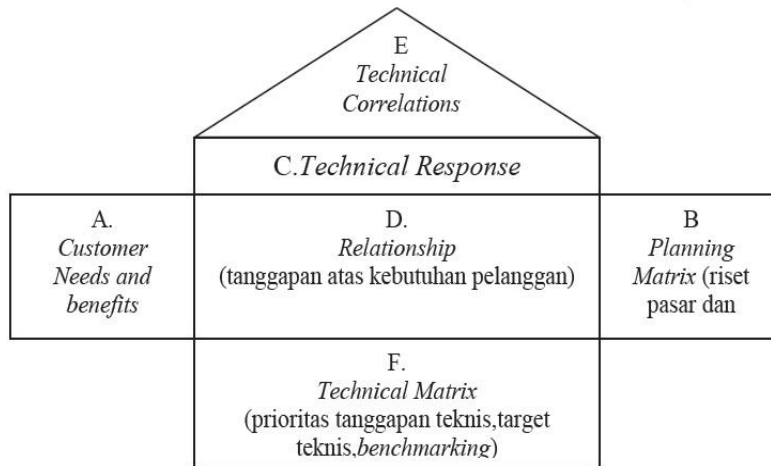 E
Technical
Correlations
C.Technical Response
A.
Customer
Needs and
benefits
D.
Relationship
(tanggapan atas kebutuhan pelanggan)
B
Planning
Matrix (riset
pasar dan
F.
Technical Matrix
(prioritas tanggapan teknis,target
teknis,benchmarking)